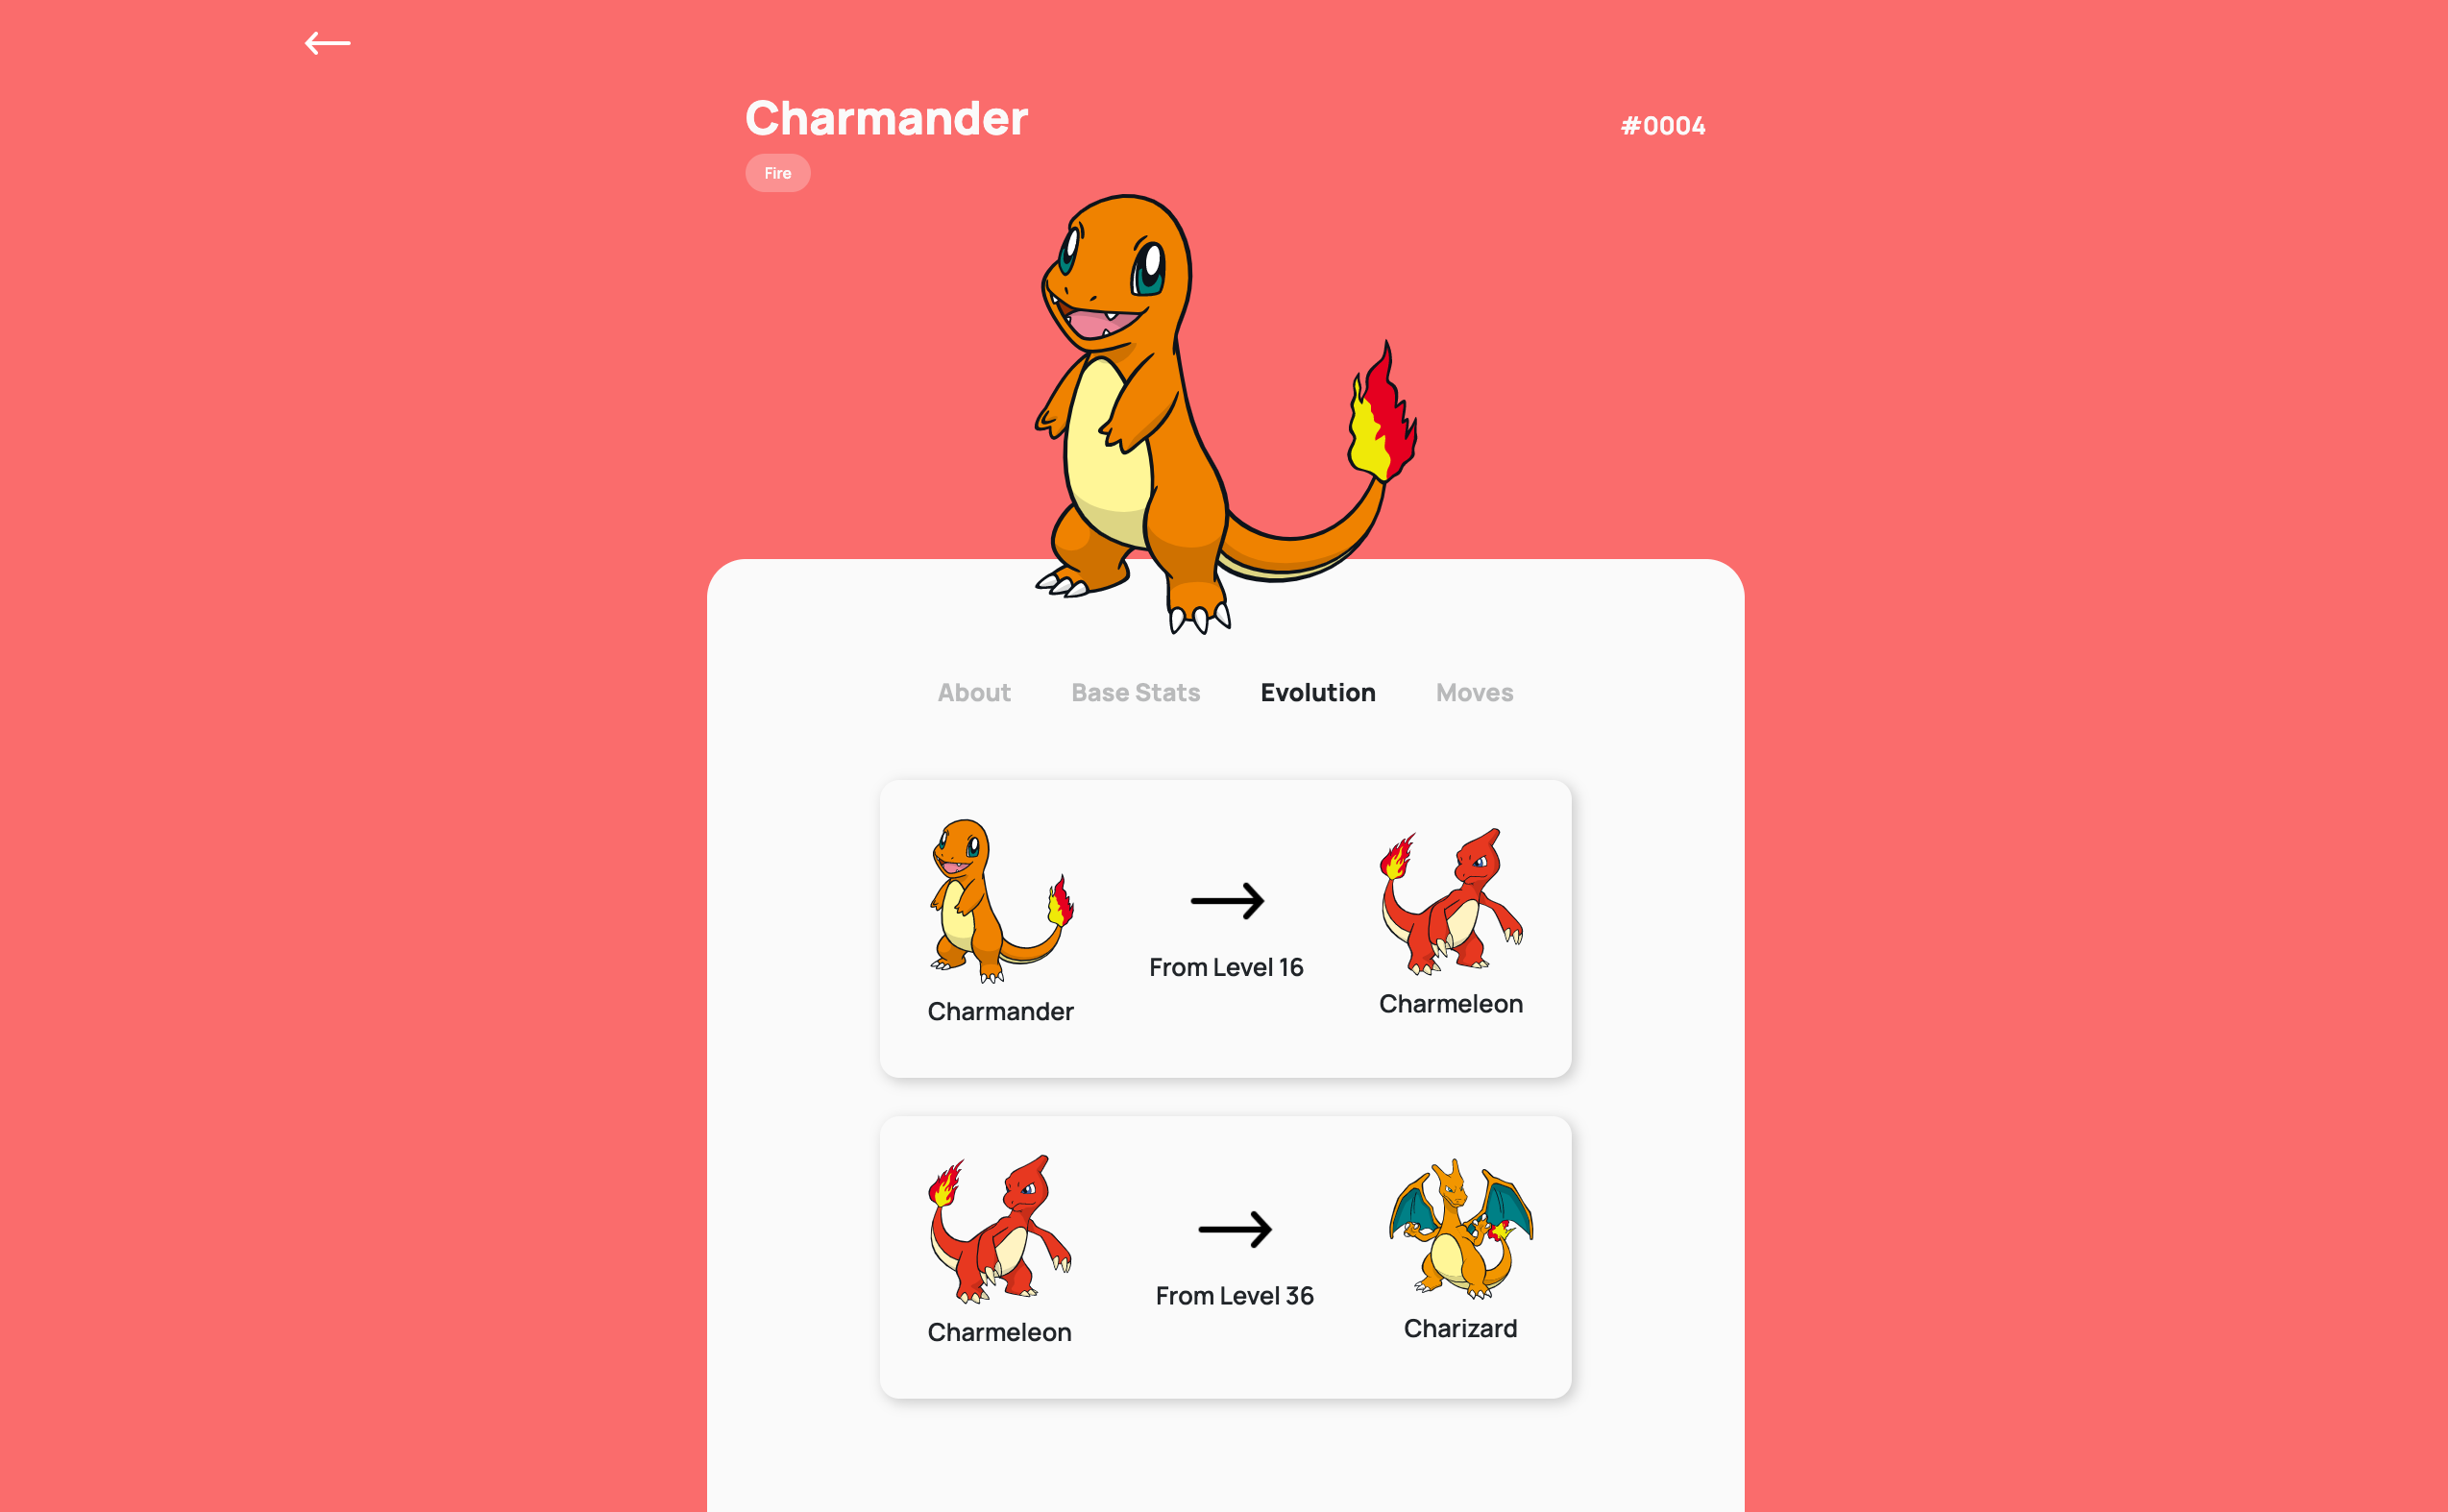 Charmander
#0004
Fire
About Base Stats Evolution Moves
From Level 16
Charmander
Charmeleon
From Level 36
Charmeleon
Charizard